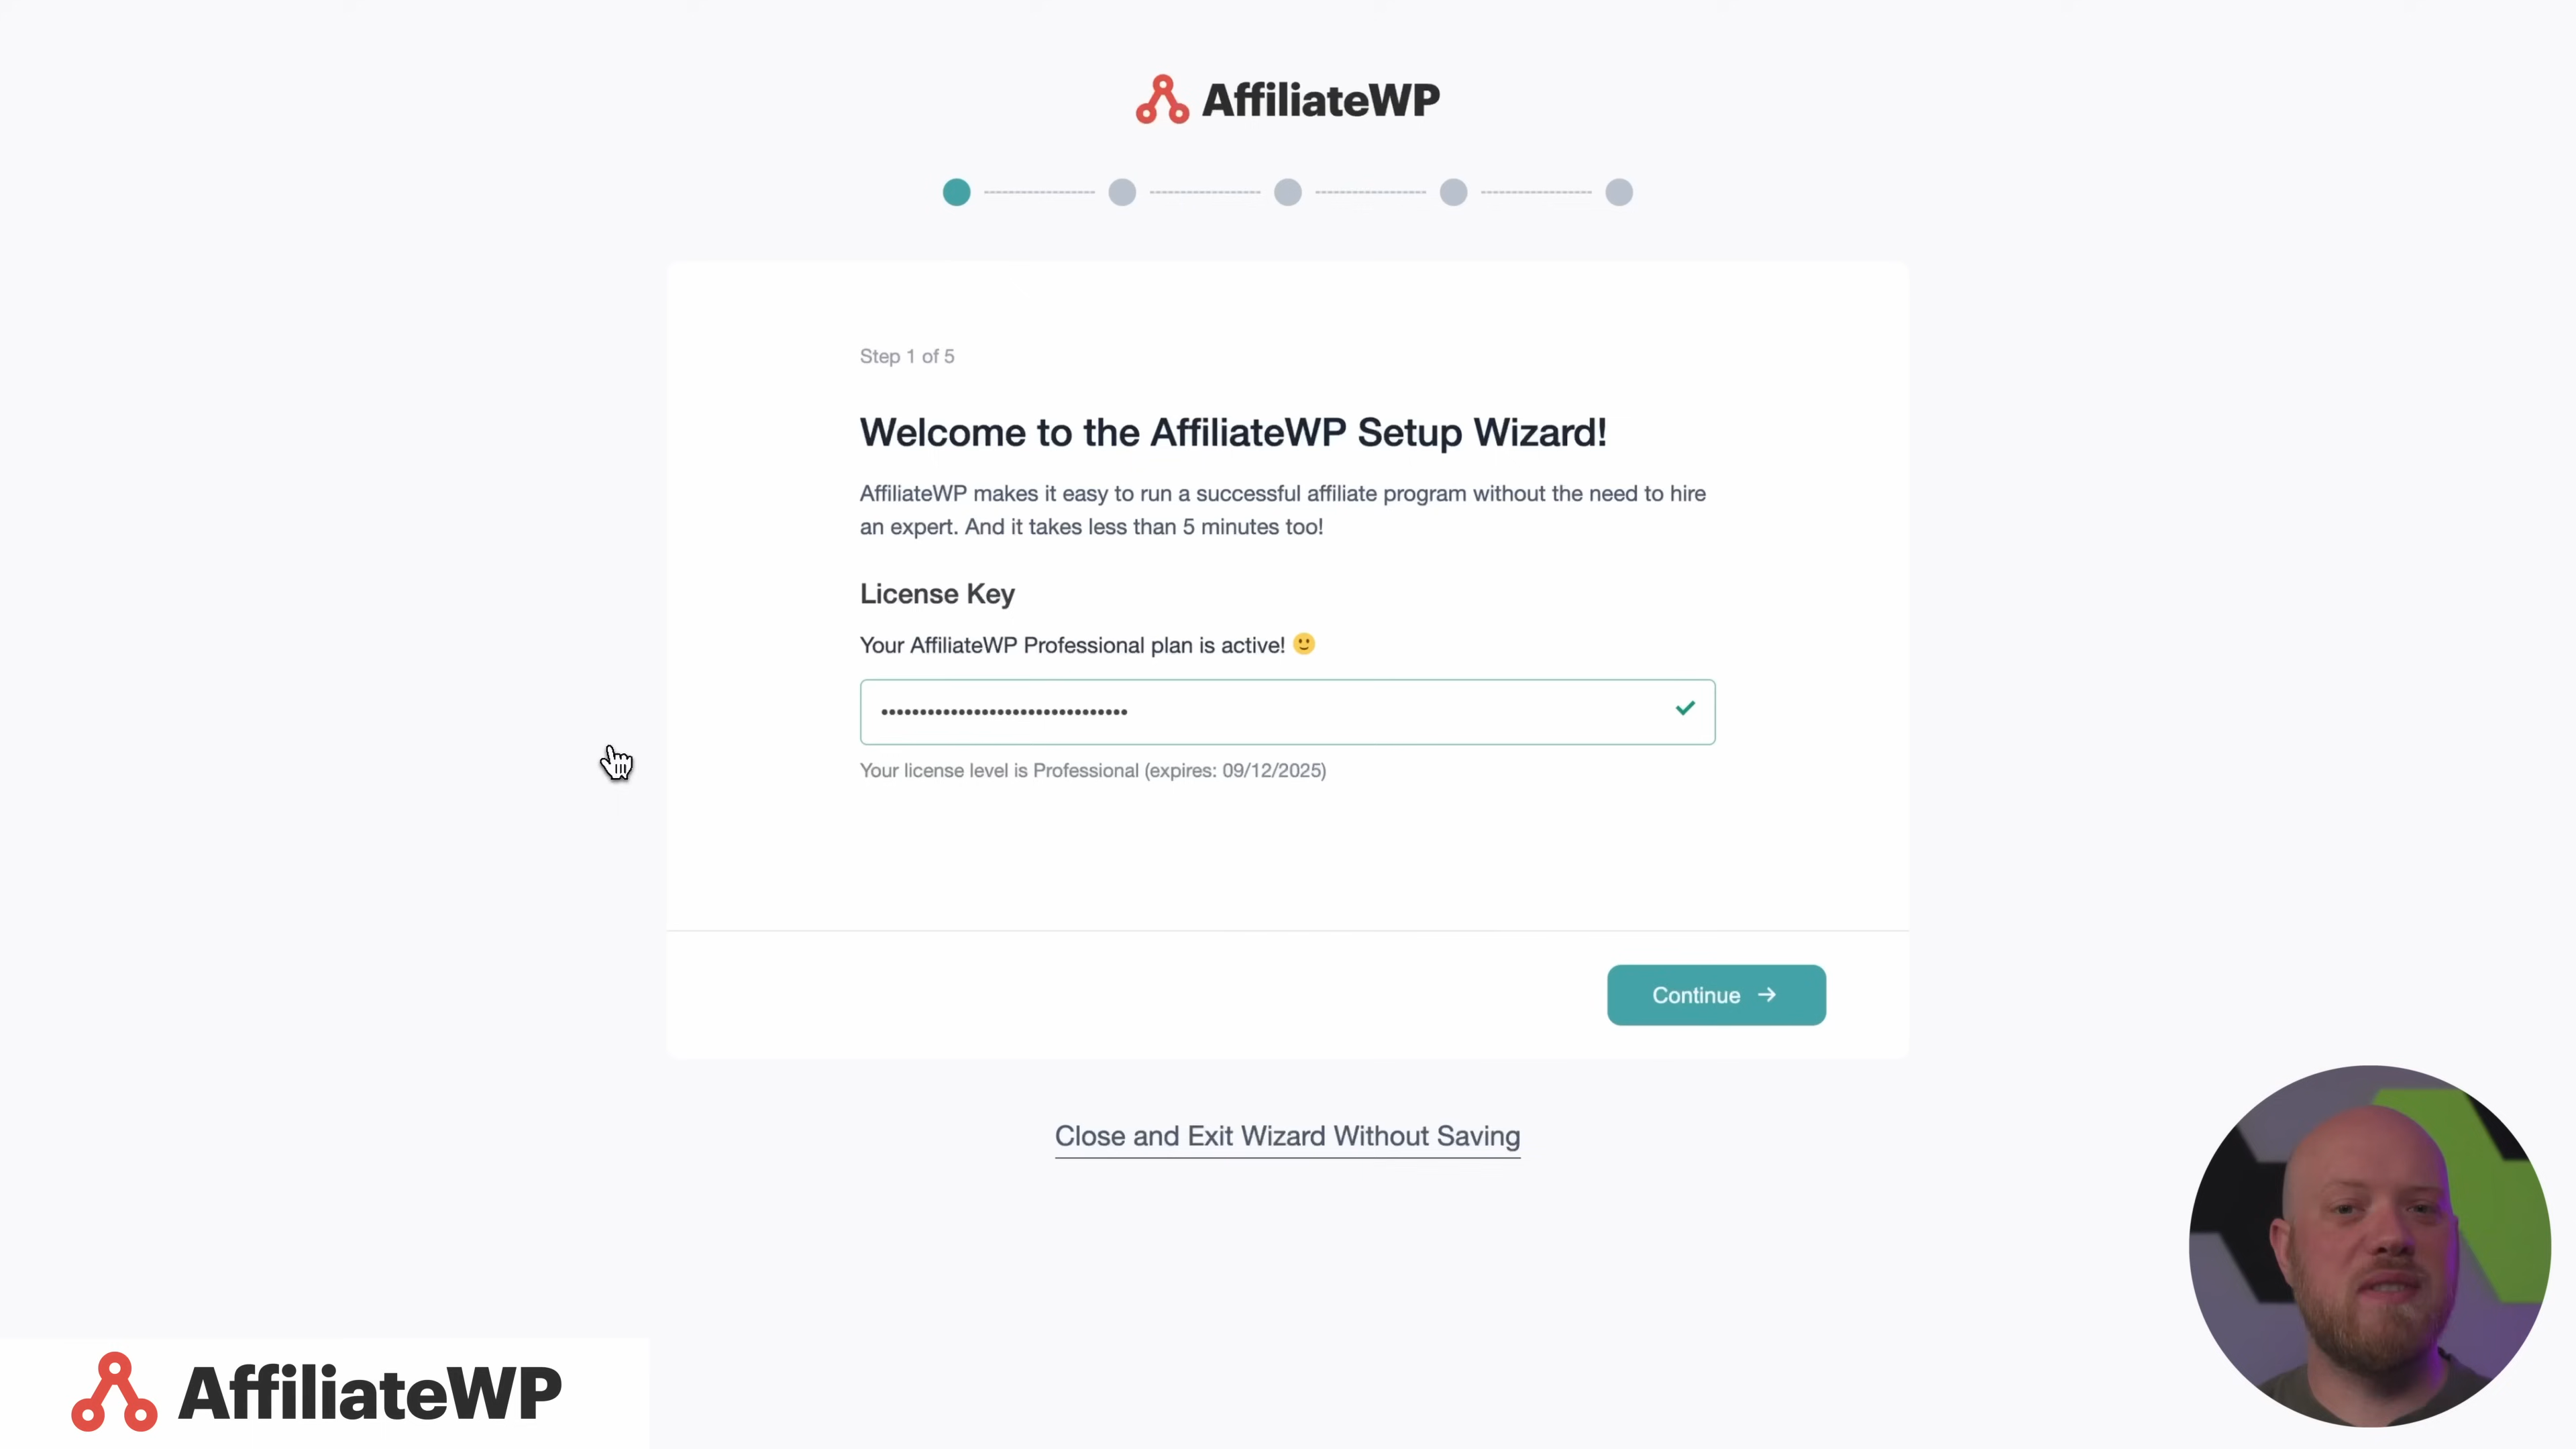 AffiliateWP
Step 1 of 5
Welcome to the AffiliateWP Setup Wizard!
AffiliateWP makes it easy to run a successful affiliate program without the need to hire
an expert. And it takes less than 5 minutes too!
License Key
Your AffiliateWP Professional plan is active! 🙂
••••••••••••••••••••••••••••••••
Your license level is Professional (expires: 09/12/2025)
Continue →
Close and Exit Wizard Without Saving
AffiliateWP